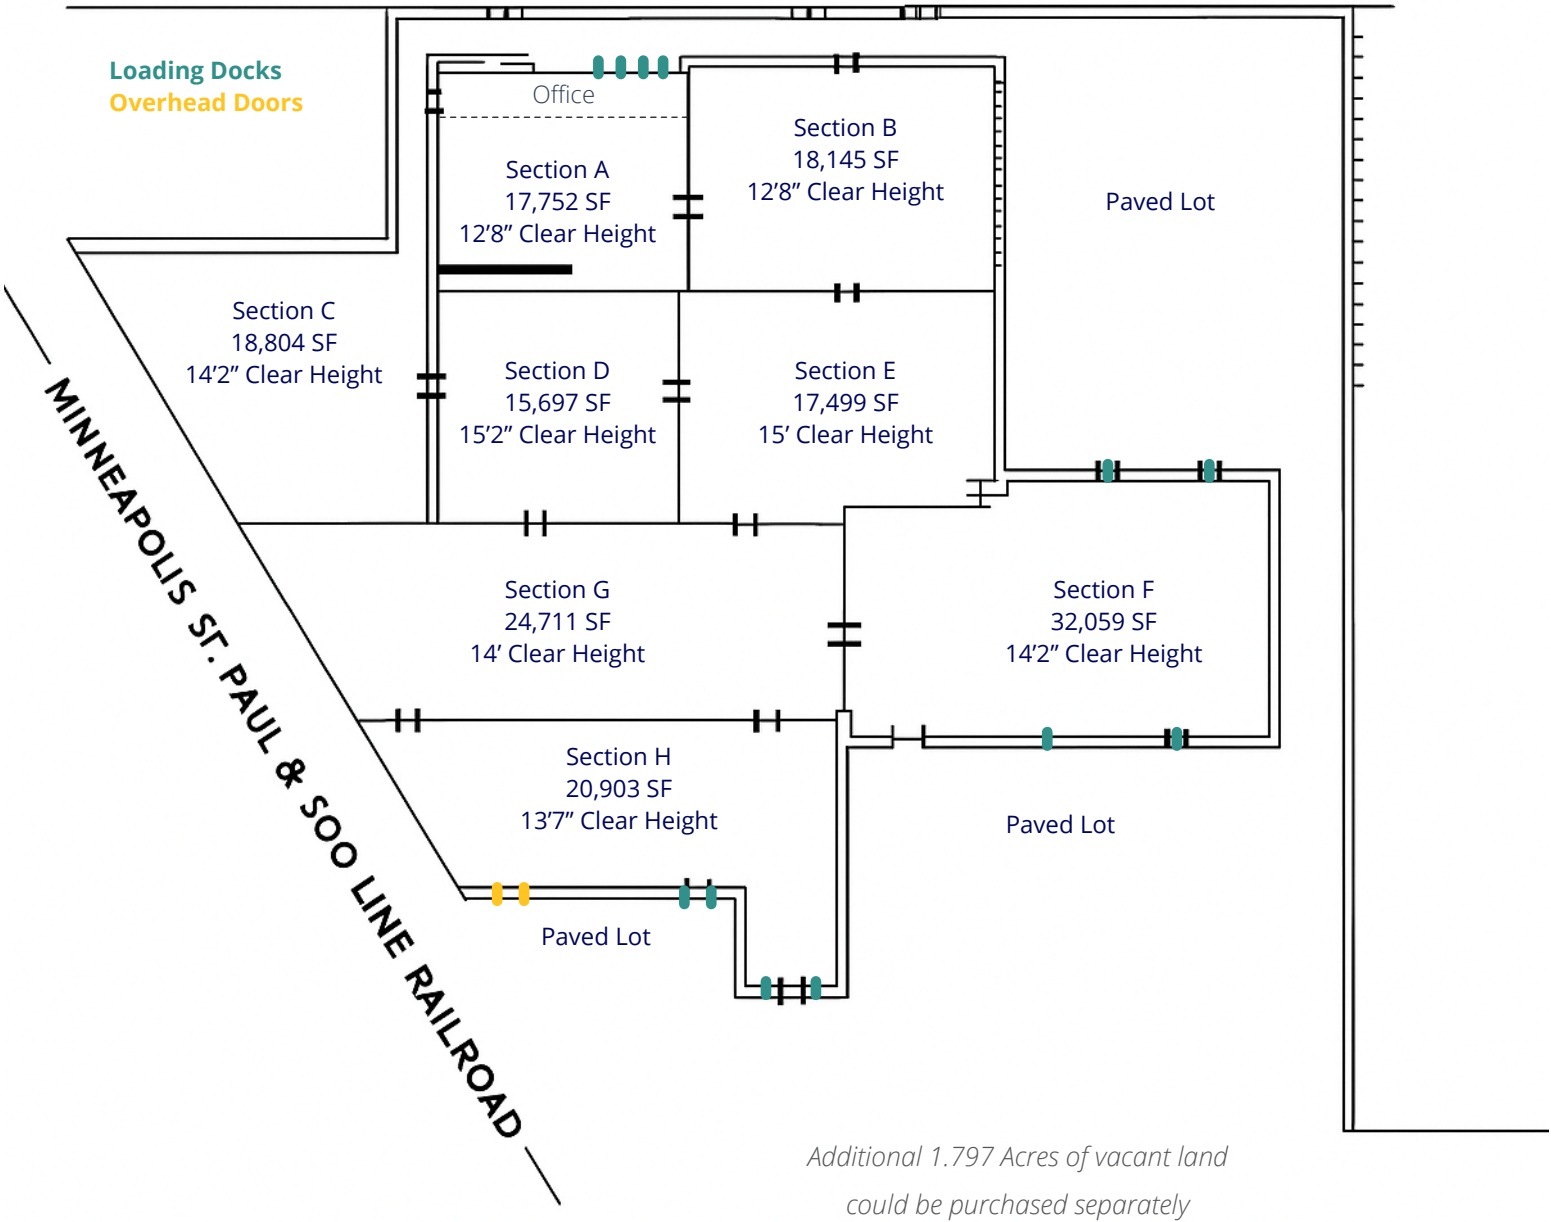 Loading Docks
Overhead Doors
Office
Section A
17,752 SF
12’8” Clear Height
Section B
18,145 SF
12’8” Clear Height
Paved Lot
Section C
18,804 SF
14’2” Clear Height
Section D
15,697 SF
15’2” Clear Height
Section E
17,499 SF
15’ Clear Height
Section G
24,711 SF
14’ Clear Height
Section F
32,059 SF
14’2” Clear Height
Section H
20,903 SF
13’7” Clear Height
Paved Lot
Paved Lot
MINNEAPOLIS ST. PAUL & SOO LINE RAILROAD
Additional 1.797 Acres of vacant land
could be purchased separately